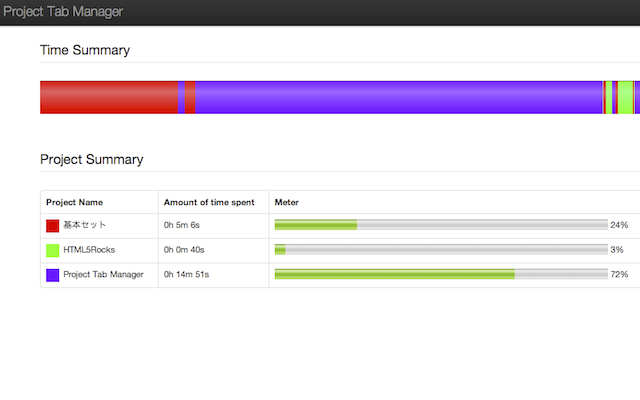 Project Tab Manager
Time Summary
Project Summary
Project Name Amount of time spent Meter
基本セット 0h 5m 6s 24%
HTML5Rocks 0h 0m 40s 3%
Project Tab Manager 0h 14m 51s 72%